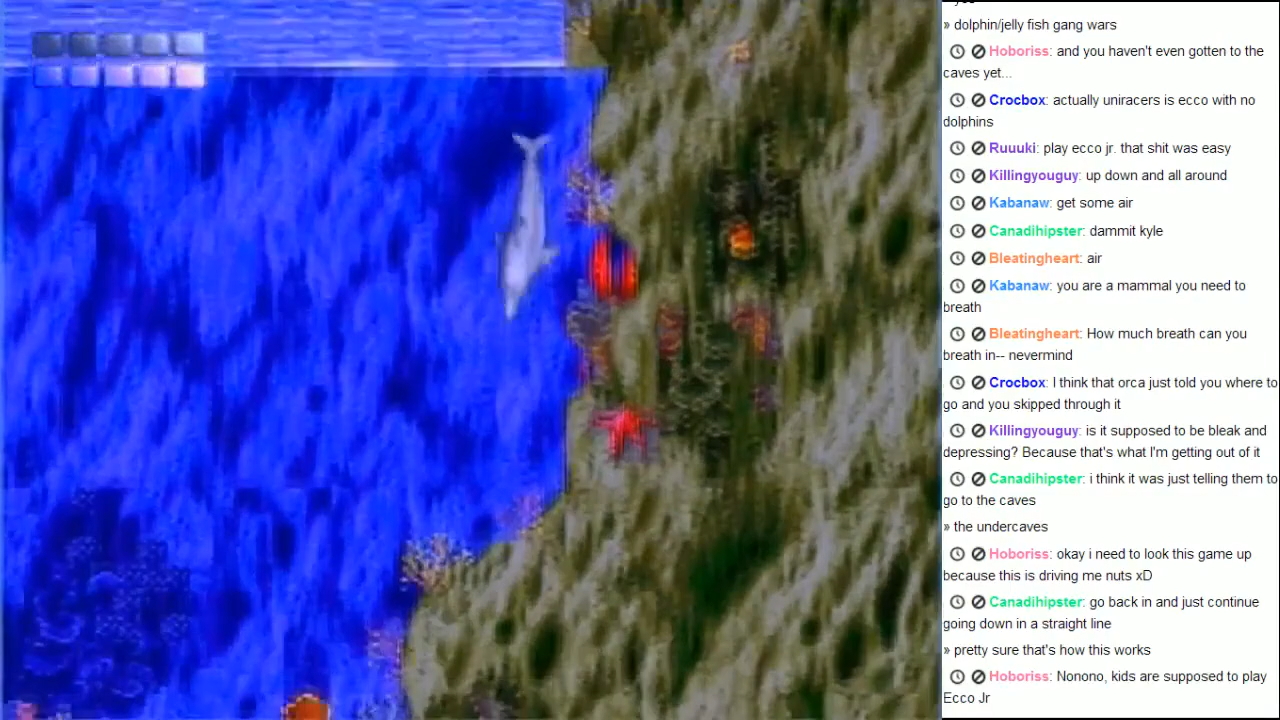 » dolphin/jelly fish gang wars
Hoboriss: and you haven't even gotten to the
caves yet...
Crocbox: actually uniracers is ecco with no
dolphins
Ruuuki: play ecco jr. that shit was easy
Killingyouguy: up down and all around
Kabanaw: get some air
Canadihipster: dammit kyle
Bleatingheart: air
Kabanaw: you are a mammal you need to
breath
Bleatingheart: How much breath can you
breath in-- nevermind
Crocbox: I think that orca just told you where to
go and you skipped through it
Killingyouguy: is it supposed to be bleak and
depressing? Because that's what I'm getting out of it
Canadihipster: i think it was just telling them to
go to the caves
» the undercaves
Hoboriss: okay i need to look this game up
because this is driving me nuts xD
Canadihipster: go back in and just continue
going down in a straight line
» pretty sure that's how this works
Hoboriss: Nonono, kids are supposed to play
Ecco Jr